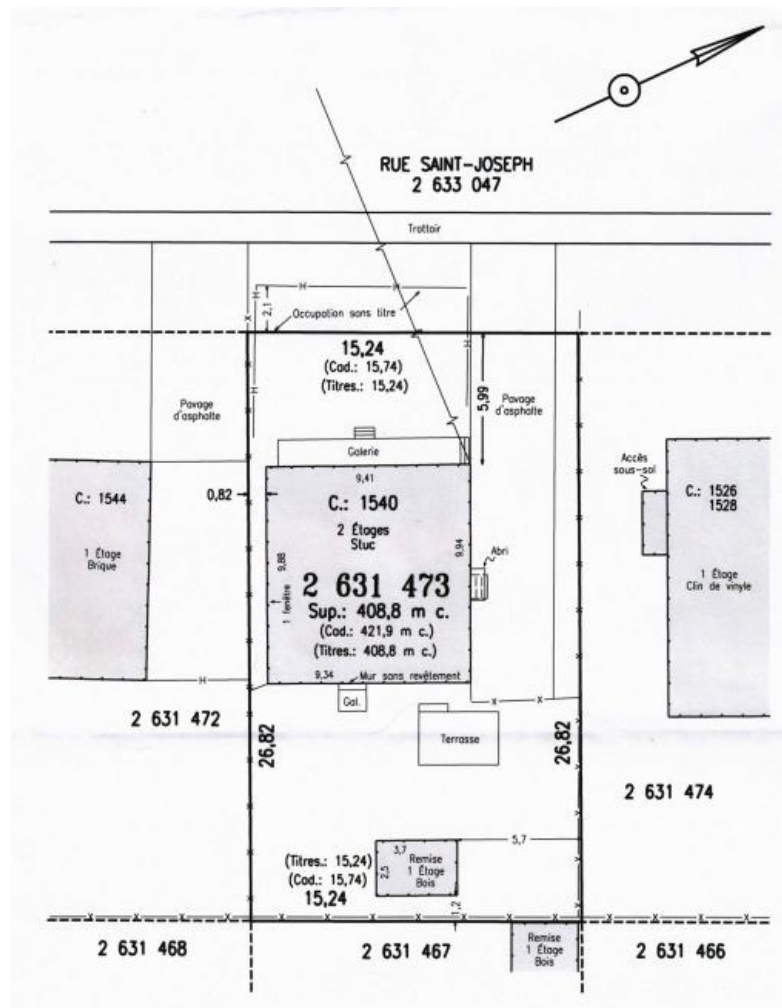 RUE SAINT-JOSEPH
2 633 047
Trottoir
H
H
H
2,1
Occupation sans titre
X
H
15,24
(Cad.: 15,74)
(Titres.: 15,24)
H
5,99
Pavage
d'asphalte
Pavage
d'asphalte
Galerie
Accès
sous-sol
9,41
C.: 1544
0,82
C.: 1540
C.: 1526
1528
2 Étages
Stuc
1 Étage
Brique
9,88
9,94
Abri
1 Étage
Clin de vinyle
2 631 473
1 fenêtre
Sup.: 408,8 m c.
(Cad.: 421,9 m c.)
(Titres.: 408,8 m c.)
H
9,34
Mur sans revêtement
Gal.
X
X
2 631 472
26,82
Terrasse
26,82
2 631 474
5,7
(Titres.: 15,24)
(Cad.: 15,74)
15,24
3,7
2,5
Remise
1 Étage
Bois
1,2
2 631 468
2 631 467
Remise
1 Étage
Bois
2 631 466